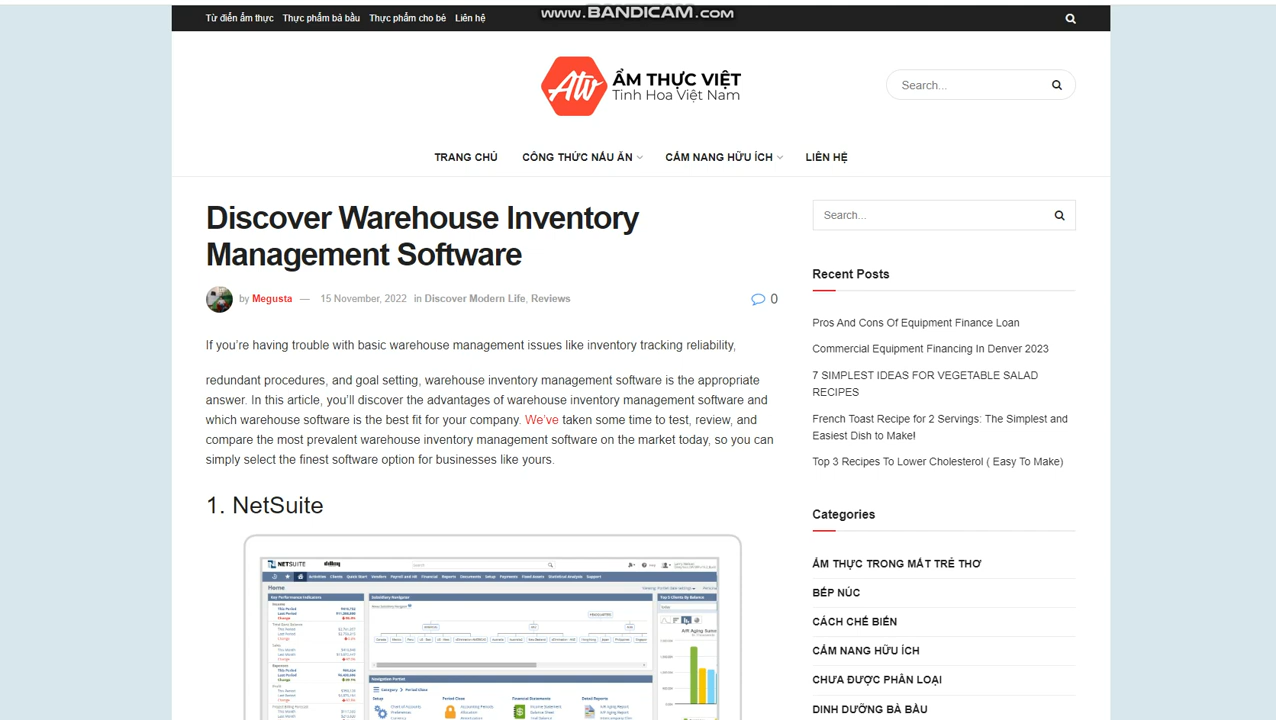 Từ điển ẩm thực Thực phẩm bà bầu Thực phẩm cho bé Liên hệ
www.BANDICAM.com
Atv
ẨM THỰC VIỆT
Tinh Hoa Việt Nam
Search...
TRANG CHỦ CÔNG THỨC NẤU ĂN CẨM NANG HỮU ÍCH LIÊN HỆ
Discover Warehouse Inventory
Management Software
by Megusta — 15 November, 2022 in Discover Modern Life, Reviews
0
If you’re having trouble with basic warehouse management issues like inventory tracking reliability,
redundant procedures, and goal setting, warehouse inventory management software is the appropriate
answer. In this article, you’ll discover the advantages of warehouse inventory management software and
which warehouse software is the best fit for your company. We’ve taken some time to test, review, and
compare the most prevalent warehouse inventory management software on the market today, so you can
simply select the finest software option for businesses like yours.
1. NetSuite
NETSUITE
Home
Key Performance Indicators
Subsidiary Navigator
Navigation Portlet
Search...
Recent Posts
Pros And Cons Of Equipment Finance Loan
Commercial Equipment Financing In Denver 2023
7 SIMPLEST IDEAS FOR VEGETABLE SALAD
RECIPES
French Toast Recipe for 2 Servings: The Simplest and
Easiest Dish to Make!
Top 3 Recipes To Lower Cholesterol ( Easy To Make)
Categories
ẨM THỰC TRONG MẮT TRẺ THƠ
BẾP NÚC
CÁCH CHẾ BIẾN
CẨM NANG HỮU ÍCH
CHƯA ĐƯỢC PHÂN LOẠI
DINH DƯỠNG BÀ BẦU